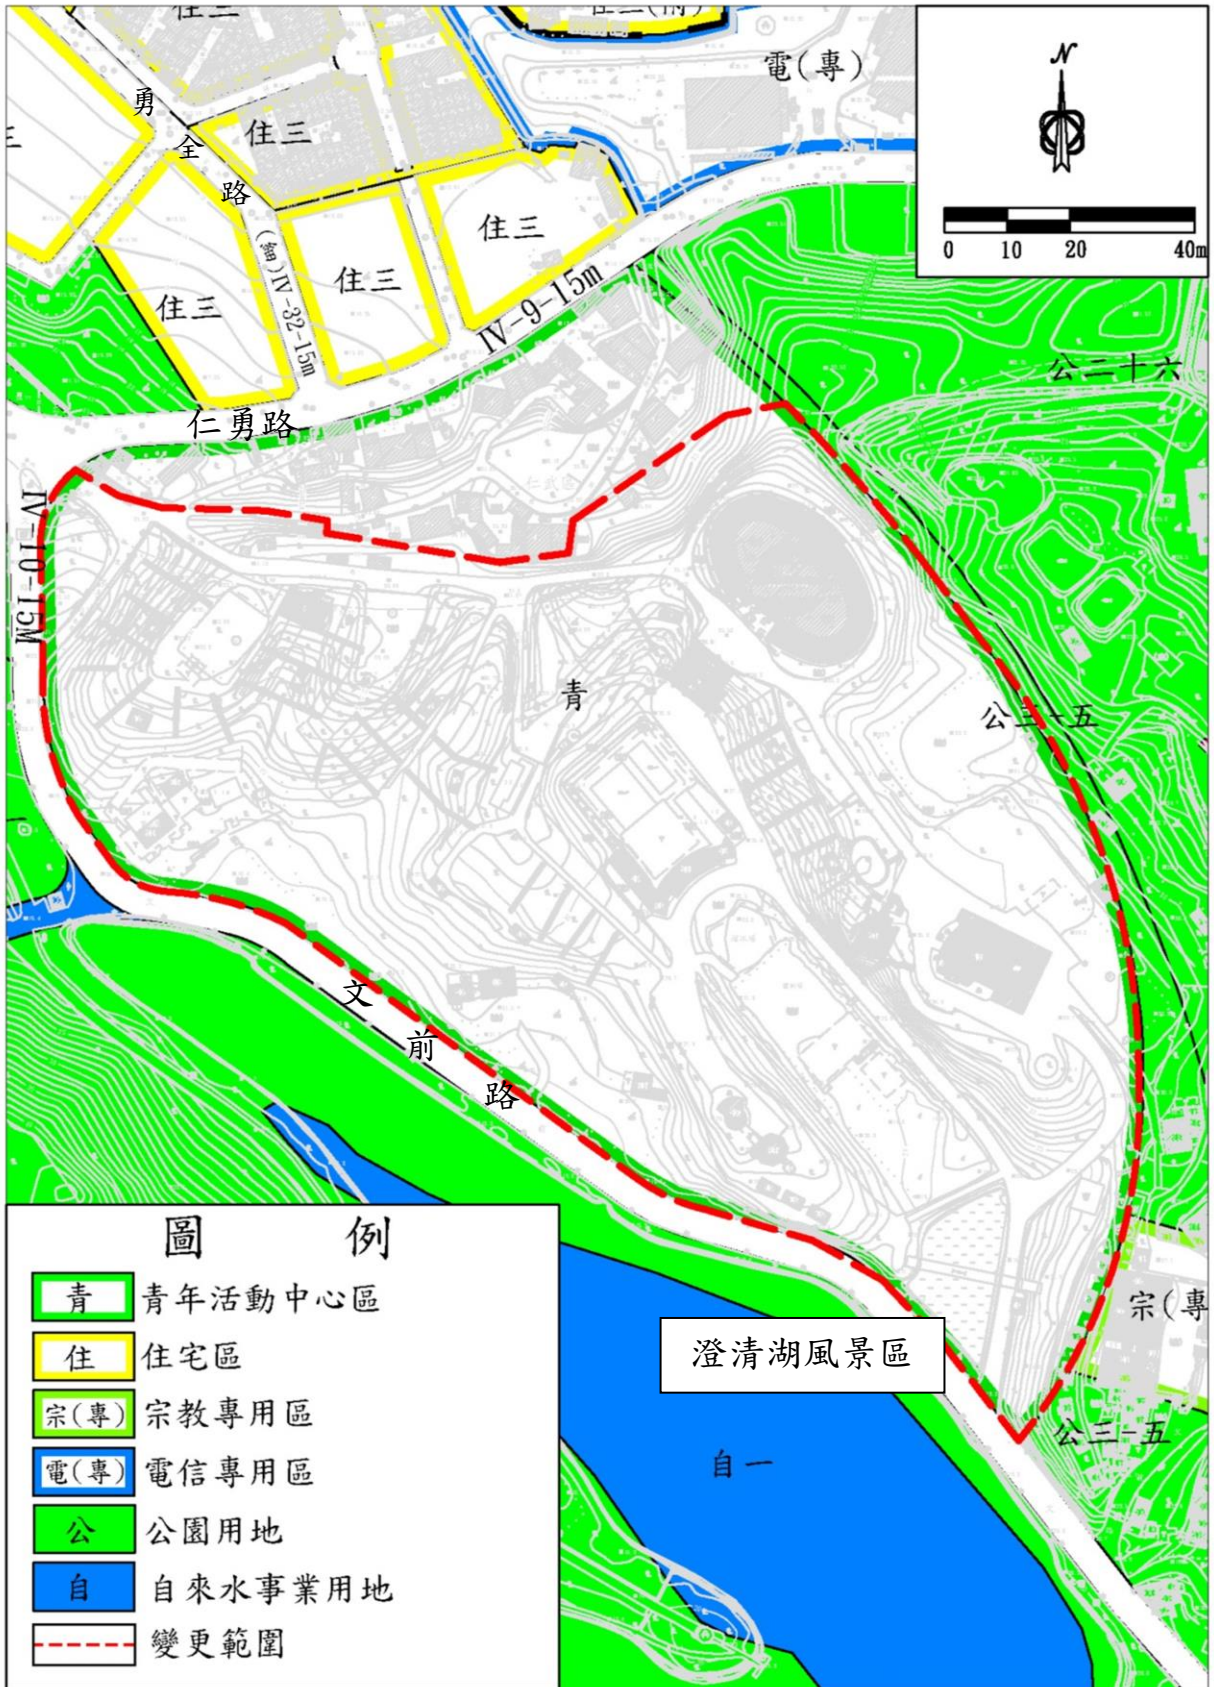 住三
住三(前)
電(專)
N
0 10 20 40m
勇全路
住三
住三
住三
住三
(細)IV-32-15m
IV-9-15m
仁勇路
公二十六
IV-10-15M
青
公三-五
文前路
宗(專
澄清湖風景區
公三-五
自一
圖 例
青 青年活動中心區
住 住宅區
宗(專) 宗教專用區
電(專) 電信專用區
公 公園用地
自 自來水事業用地
變更範圍